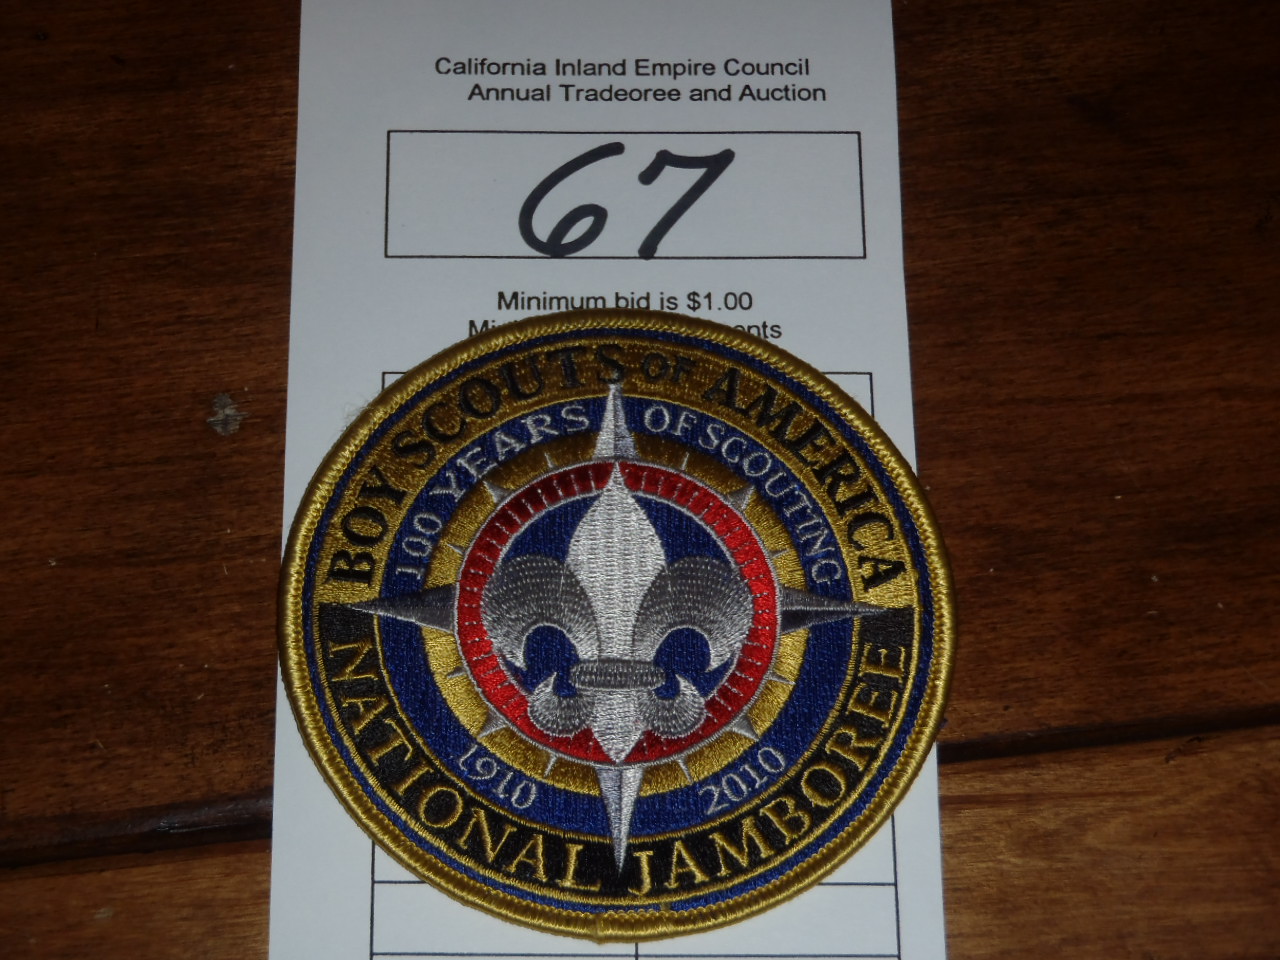 California Inland Empire Council
Annual Tradeoree and Auction
67
Minimum bid is $1.00
BOY SCOUTS OF AMERICA
100 YEARS OF SCOUTING
1910 2010
NATIONAL JAMBOREE